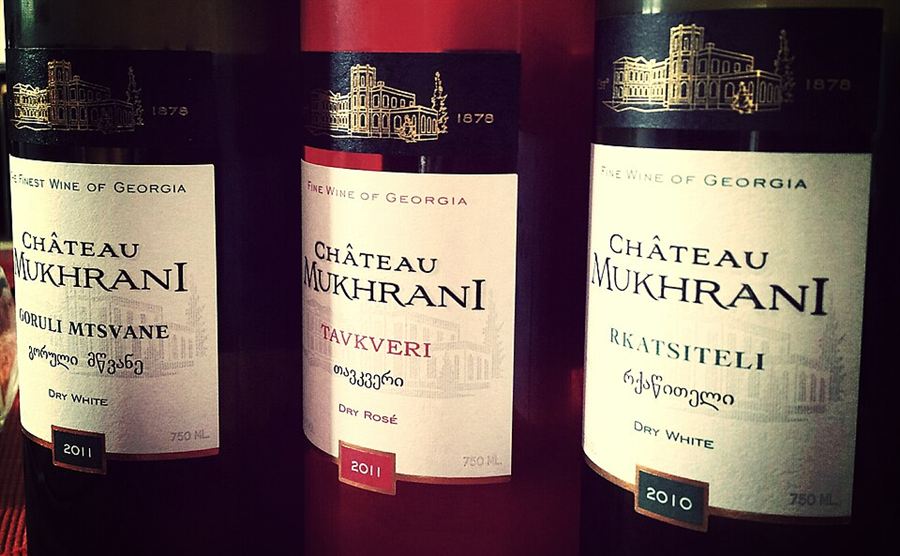 1878
THE FINEST WINE OF GEORGIA
CHÂTEAU
MUKHRANI
GORULI MTSVANE
გორული მწვანე
DRY WHITE
750 ML.
2011
1878
FINE WINE OF GEORGIA
CHÂTEAU
MUKHRANI
TAVKVERI
თავკვერი
DRY ROSÉ
750 ML.
2011
1878
FINE WINE OF GEORGIA
CHÂTEAU
MUKHRANI
RKATSITELI
რქაწითელი
DRY WHITE
750 ML.
2010